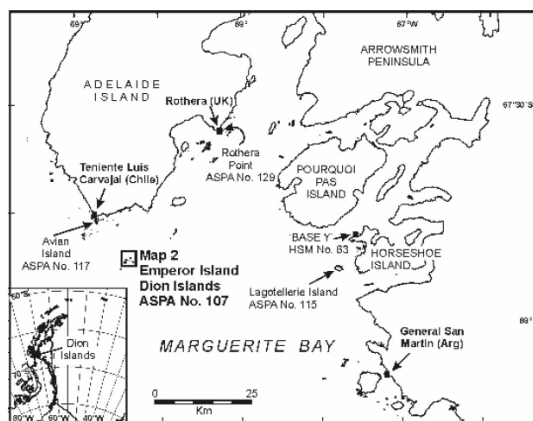 69°
68°
67°W
ADELAIDE
ISLAND
ARROWSMITH
PENINSULA
Rothera (UK)
67°30'S
Rothera
Point
ASPA No. 129
Teniente Luis
Carvajal (Chile)
POURQUOI
PAS
ISLAND
Avian
Island
ASPA No. 117
Map 2
Emperor Island
Dion Islands
ASPA No. 107
'BASE Y'
HSM No. 63
HORSESHOE
ISLAND
Lagotellerie Island
ASPA No. 115
60°S
Dion
Islands
70
80°W
60°W
40°W
MARGUERITE BAY
General San
Martin (Arg)
0
25
Km